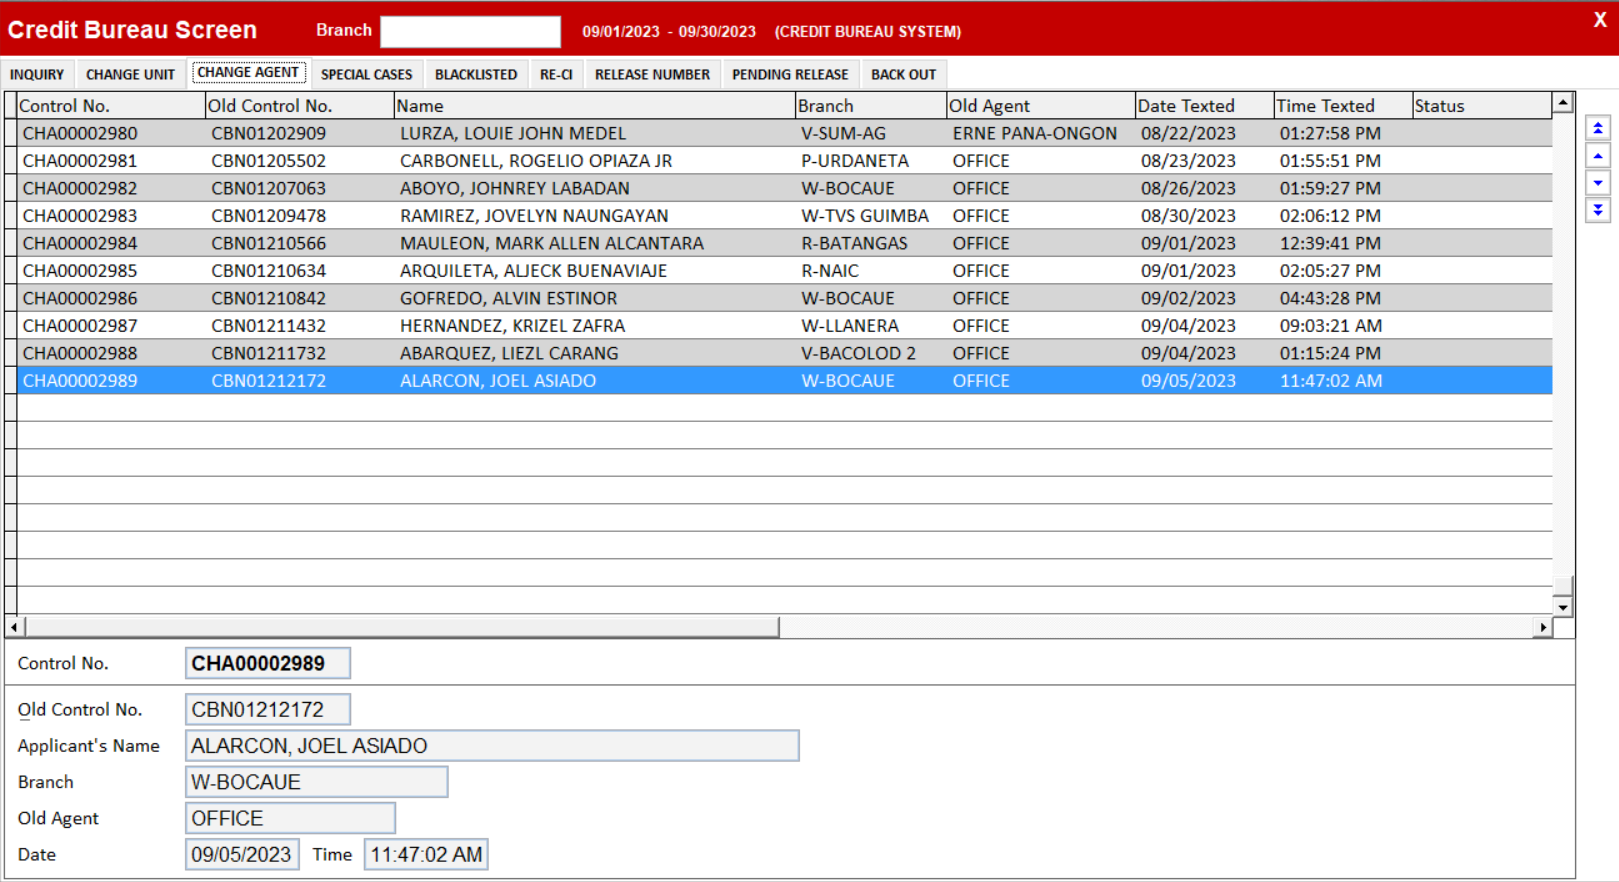 Credit Bureau Screen Branch 09/01/2023 - 09/30/2023 (CREDIT BUREAU SYSTEM) X
INQUIRY CHANGE UNIT CHANGE AGENT SPECIAL CASES BLACKLISTED RE-CI RELEASE NUMBER PENDING RELEASE BACK OUT
Control No. Old Control No. Name Branch Old Agent Date Texted Time Texted Status
CHA00002980 CBN01202909 LURZA, LOUIE JOHN MEDEL V-SUM-AG ERNE PANA-ONGON 08/22/2023 01:27:58 PM
CHA00002981 CBN01205502 CARBONELL, ROGELIO OPIAZA JR P-URDANETA OFFICE 08/23/2023 01:55:51 PM
CHA00002982 CBN01207063 ABOYO, JOHNREY LABADAN W-BOCAUE OFFICE 08/26/2023 01:59:27 PM
CHA00002983 CBN01209478 RAMIREZ, JOVELYN NAUNGAYAN W-TVS GUIMBA OFFICE 08/30/2023 02:06:12 PM
CHA00002984 CBN01210566 MAULEON, MARK ALLEN ALCANTARA R-BATANGAS OFFICE 09/01/2023 12:39:41 PM
CHA00002985 CBN01210634 ARQUILETA, ALJECK BUENAVIAJE R-NAIC OFFICE 09/01/2023 02:05:27 PM
CHA00002986 CBN01210842 GOFREDO, ALVIN ESTINOR W-BOCAUE OFFICE 09/02/2023 04:43:28 PM
CHA00002987 CBN01211432 HERNANDEZ, KRIZEL ZAFRA W-LLANERA OFFICE 09/04/2023 09:03:21 AM
CHA00002988 CBN01211732 ABARQUEZ, LIEZL CARANG V-BACOLOD 2 OFFICE 09/04/2023 01:15:24 PM
CHA00002989 CBN01212172 ALARCON, JOEL ASIADO W-BOCAUE OFFICE 09/05/2023 11:47:02 AM
Control No. CHA00002989
Old Control No. CBN01212172
Applicant's Name ALARCON, JOEL ASIADO
Branch W-BOCAUE
Old Agent OFFICE
Date 09/05/2023 Time 11:47:02 AM